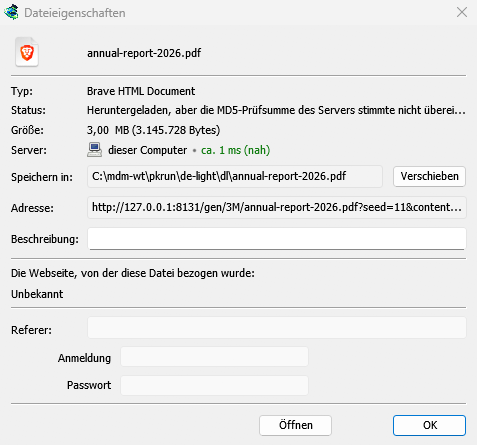 Dateieigenschaften
annual-report-2026.pdf
Typ: Brave HTML Document
Status: Heruntergeladen, aber die MD5-Prüfsumme des Servers stimmte nicht überei...
Größe: 3,00 MB (3.145.728 Bytes)
Server: dieser Computer • ca. 1 ms (nah)
Speichern in: C:\mdm-wt\pkrun\de-light\dl\annual-report-2026.pdf Verschieben
Adresse: http://127.0.0.1:8131/gen/3M/annual-report-2026.pdf?seed=11&content...
Beschreibung:
Die Webseite, von der diese Datei bezogen wurde:
Unbekannt
Referer:
Anmeldung
Passwort
Öffnen OK